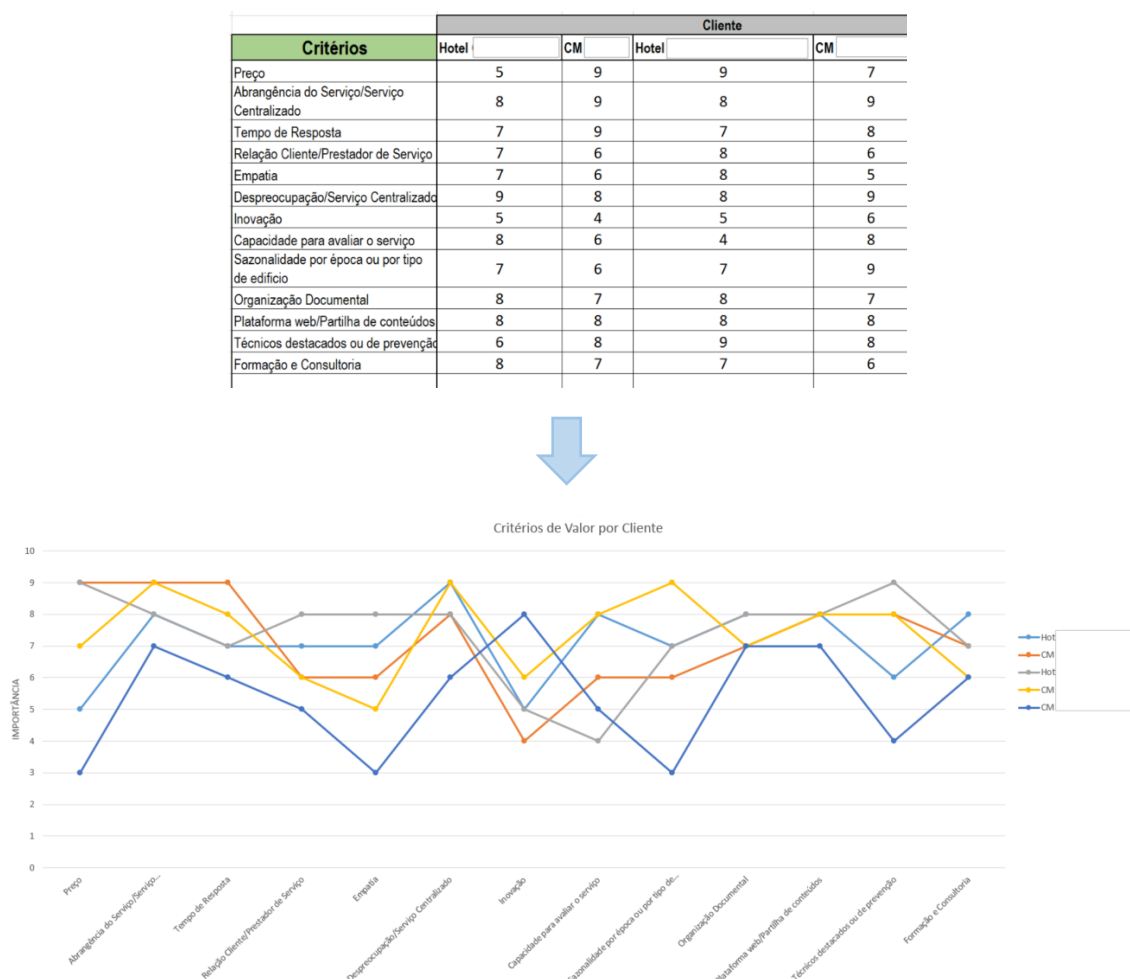 Cliente
Critérios Hotel CM Hotel CM
Preço 5 9 9 7
Abrangência do Serviço/Serviço
Centralizado 8 9 8 9
Tempo de Resposta 7 9 7 8
Relação Cliente/Prestador de Serviço 7 6 8 6
Empatia 7 6 8 5
Despreocupação/Serviço Centralizado 9 8 8 9
Inovação 5 4 5 6
Capacidade para avaliar o serviço 8 6 4 8
Sazonalidade por época ou por tipo
de edificio 7 6 7 9
Organização Documental 8 7 8 7
Plataforma web/Partilha de conteúdos 8 8 8 8
Técnicos destacados ou de prevenção 6 8 9 8
Formação e Consultoria 8 7 7 6
Critérios de Valor por Cliente
IMPORTÂNCIA
10
9
8
7
6
5
4
3
2
1
0
Preço
Abrangência do Serviço/Serviço...
Tempo de Resposta
Relação Cliente/Prestador de Serviço
Empatia
Despreocupação/Serviço Centralizado
Inovação
Capacidade para avaliar o serviço
Sazonalidade por época ou por tipo de...
Organização Documental
Plataforma web/Partilha de conteúdos
Técnicos destacados ou de prevenção
Formação e Consultoria
Hot
CM
Hot
CM
CM